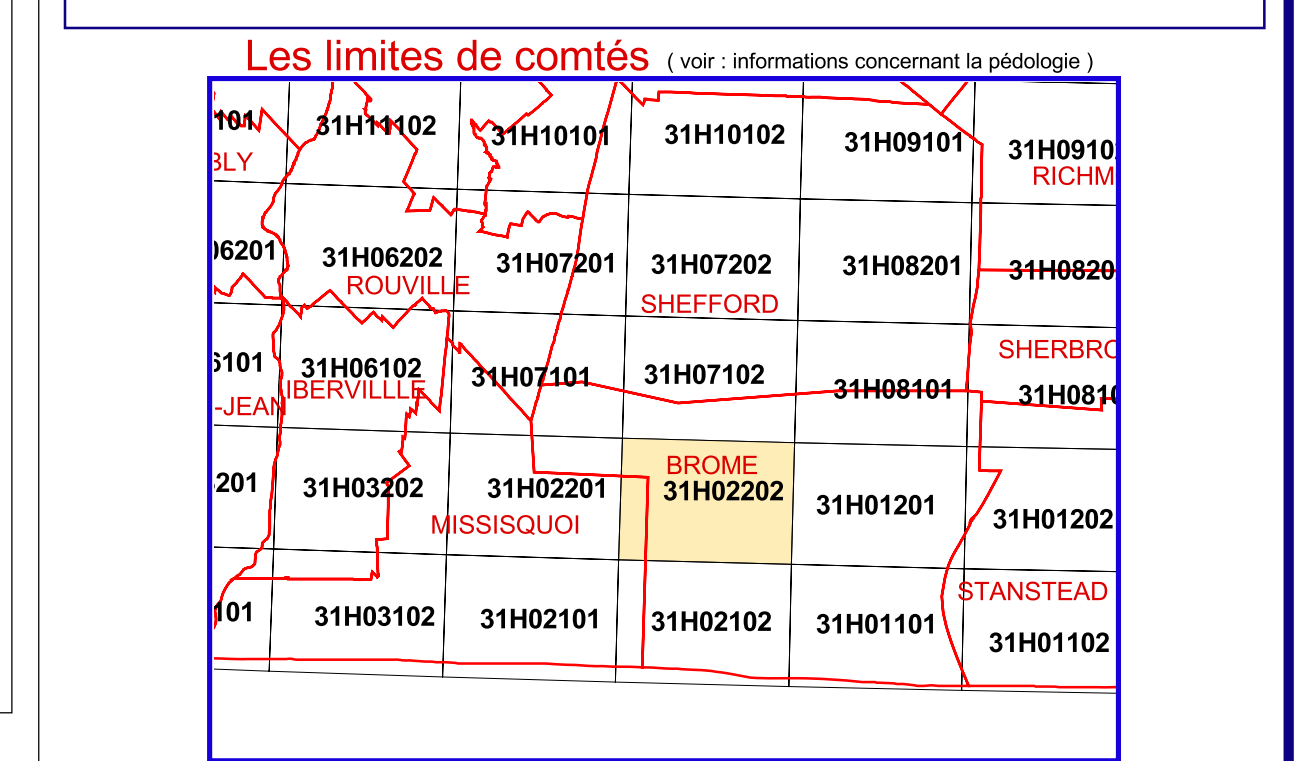 Les limites de comtés ( voir : informations concernant la pédologie )
101 31H11102 31H10101 31H10102 31H09101 31H0910
BLY RICHM
06201 31H06202 31H07201 31H07202 31H08201 31H0820
ROUVILLE SHEFFORD
6101 31H06102 31H07101 31H07102 31H08101 31H0810
SHERBRO
-JEAN IBERVILLLE
BROME
201 31H03202 31H02201 31H02202 31H01201 31H01202
MISSISQUOI
STANSTEAD
101 31H03102 31H02101 31H02102 31H01101 31H01102